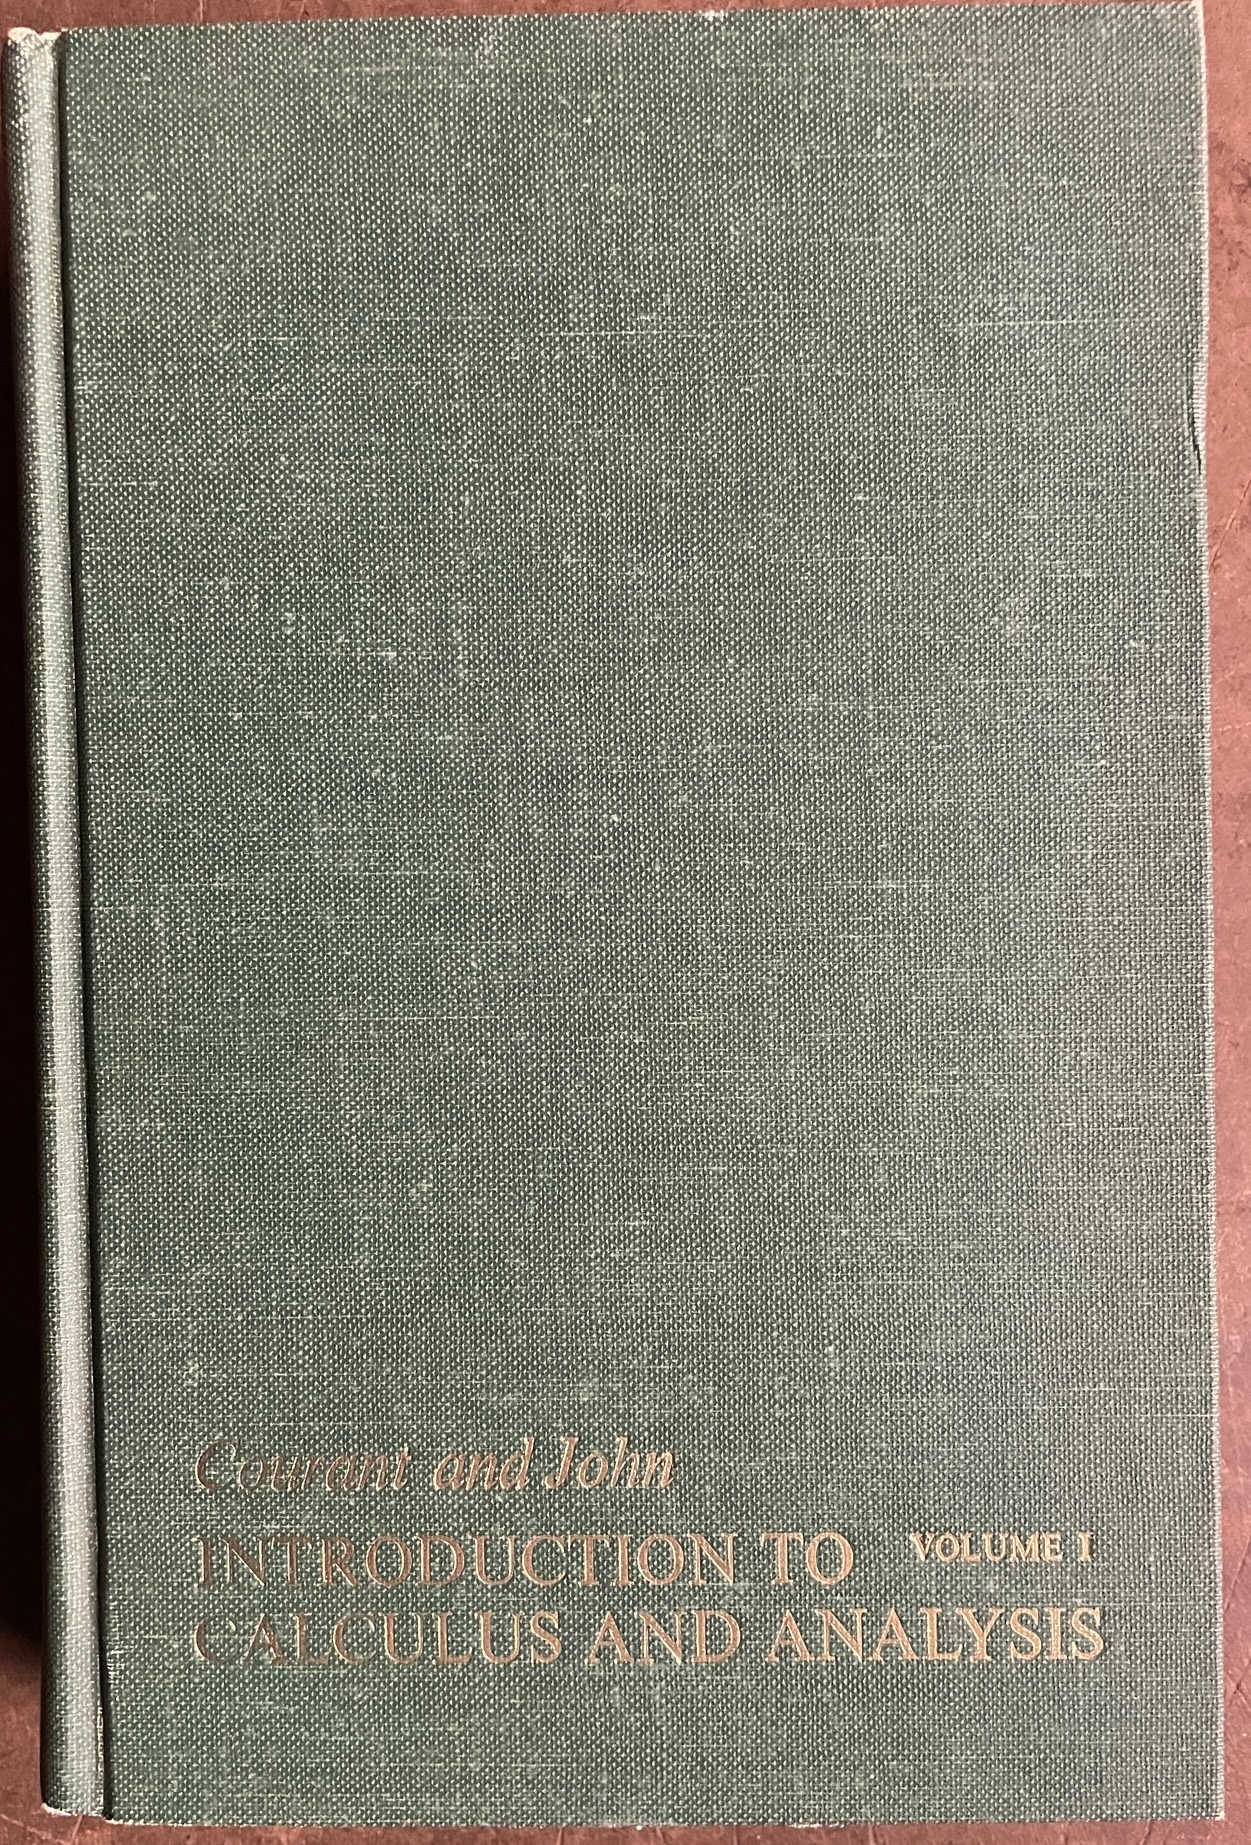 Courant and John
INTRODUCTION TO VOLUME I
CALCULUS AND ANALYSIS